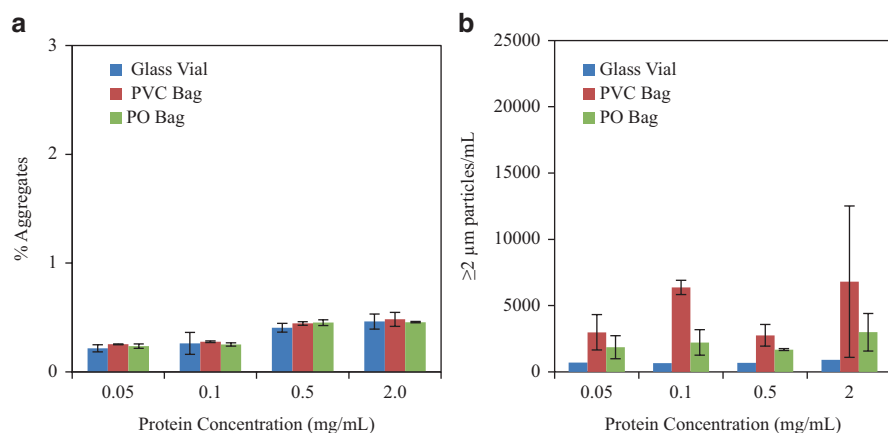 a
3
2
1
0
% Aggregates
Glass Vial
PVC Bag
PO Bag
0.05 0.1 0.5 2.0
Protein Concentration (mg/mL)
b
25000
20000
15000
10000
5000
0
≥2 µm particles/mL
Glass Vial
PVC Bag
PO Bag
0.05 0.1 0.5 2
Protein Concentration (mg/mL)